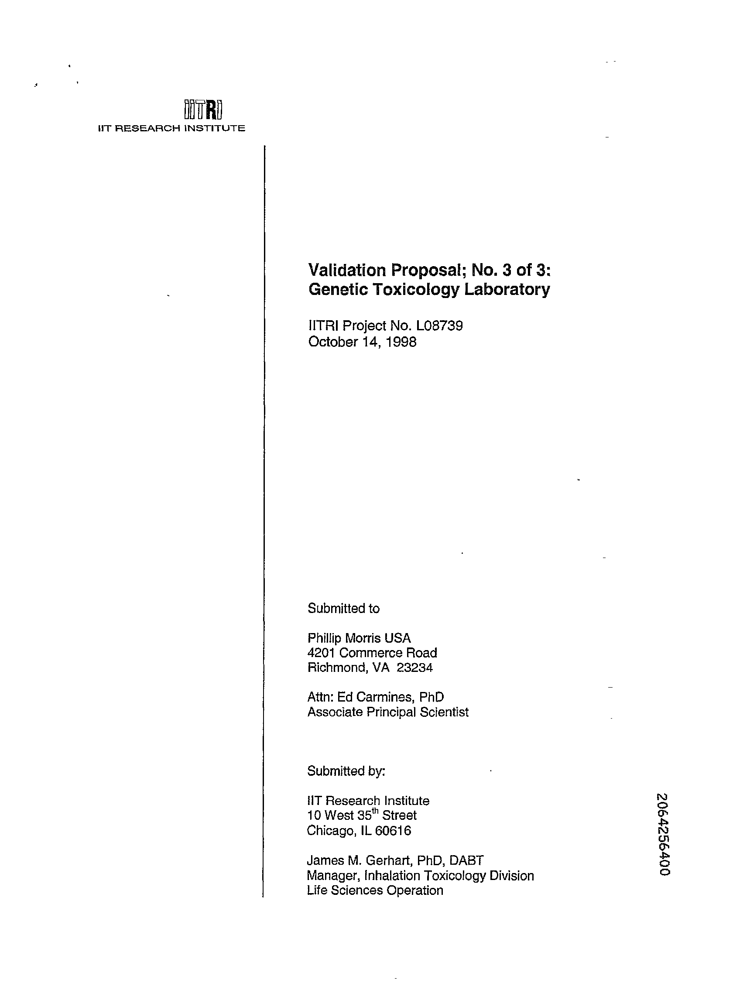 IITRI
IIT RESEARCH INSTITUTE
Validation Proposal; No. 3 of 3:
Genetic Toxicology Laboratory
IITRI Project No. L08739
October 14, 1998
Submitted to
Phillip Morris USA
4201 Commerce Road
Richmond, VA 23234
Attn: Ed Carmines, PhD
Associate Principal Scientist
Submitted by:
IIT Research Institute
10 West 35th Street
Chicago, IL 60616
James M. Gerhart, PhD, DABT
Manager, Inhalation Toxicology Division
Life Sciences Operation
2064256400